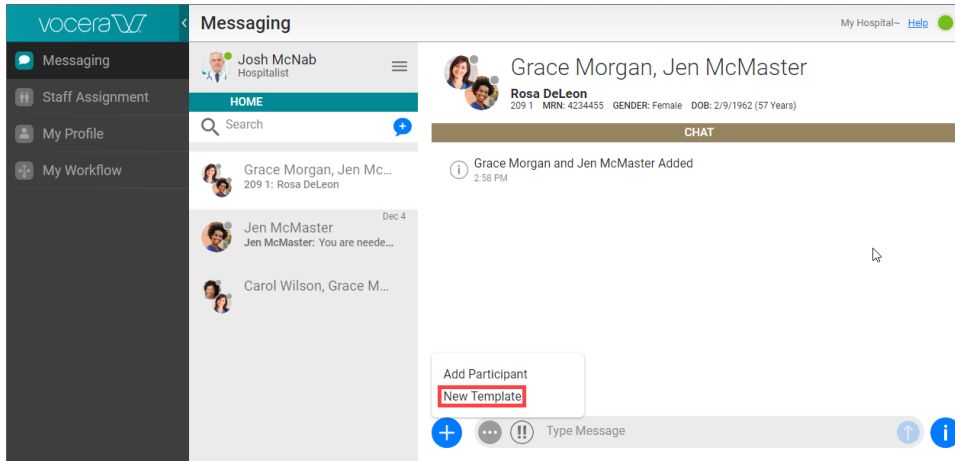 vocera
Messaging
My Hospital~ Help
Messaging
Staff Assignment
My Profile
My Workflow
Josh McNab
Hospitalist
HOME
Search
Grace Morgan, Jen Mc...
209 1: Rosa DeLeon
Dec 4
Jen McMaster
Jen McMaster: You are neede...
Carol Wilson, Grace M...
Grace Morgan, Jen McMaster
Rosa DeLeon
209 1 MRN: 4234455 GENDER: Female DOB: 2/9/1962 (57 Years)
CHAT
Grace Morgan and Jen McMaster Added
2:58 PM
Add Participant
New Template
Type Message